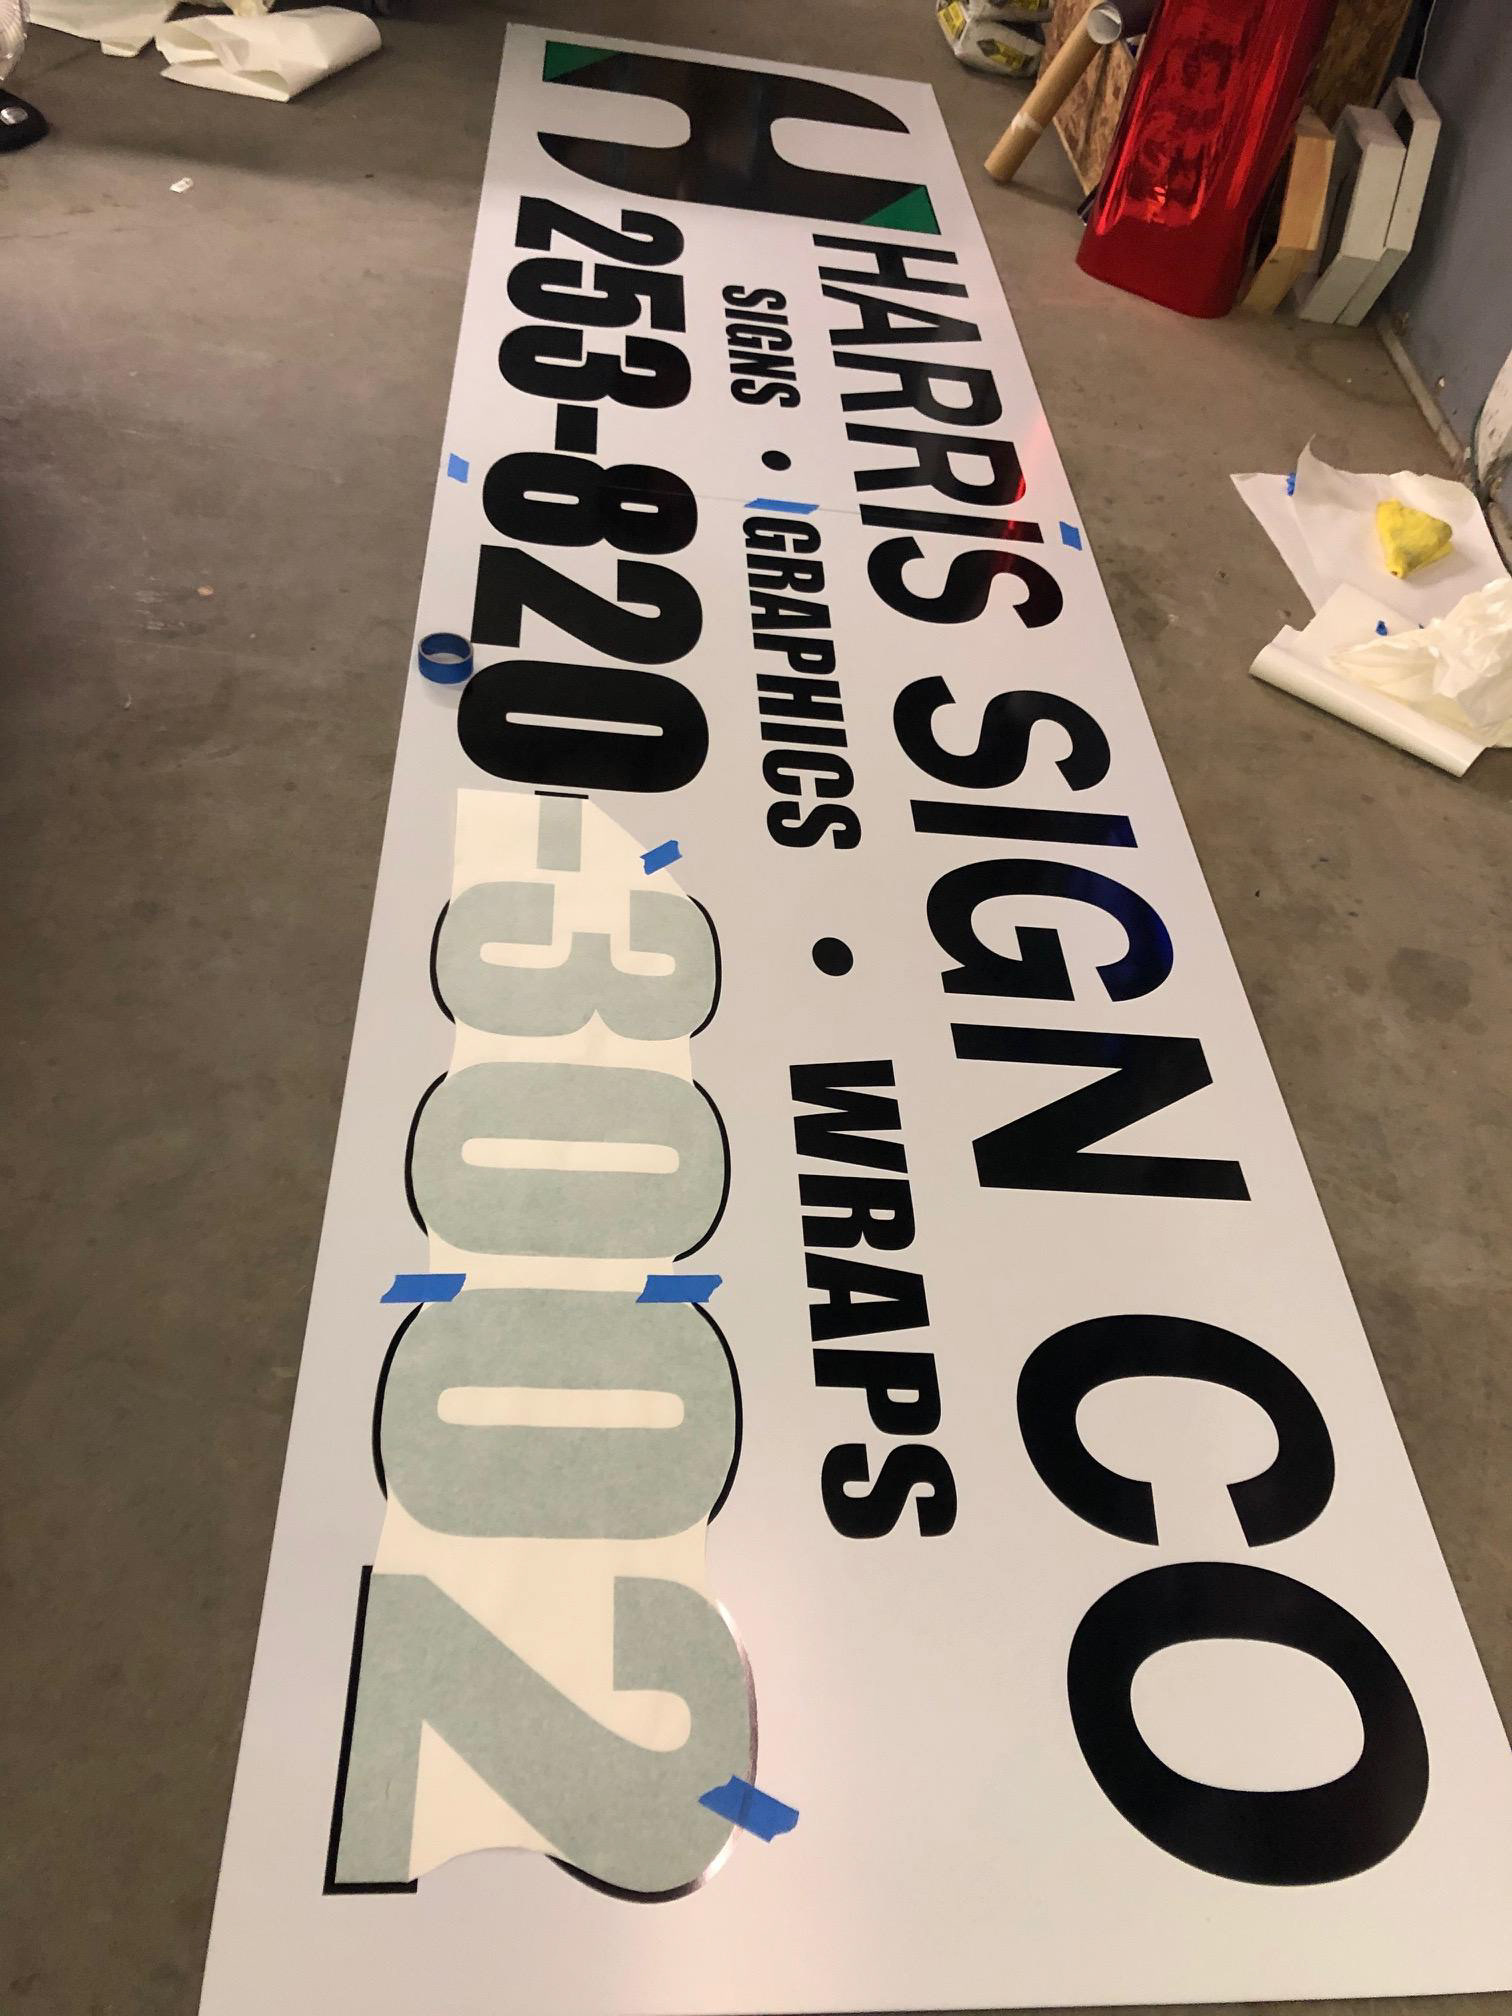 H HARRIS SIGN CO
SIGNS • GRAPHICS • WRAPS
253-820-3002